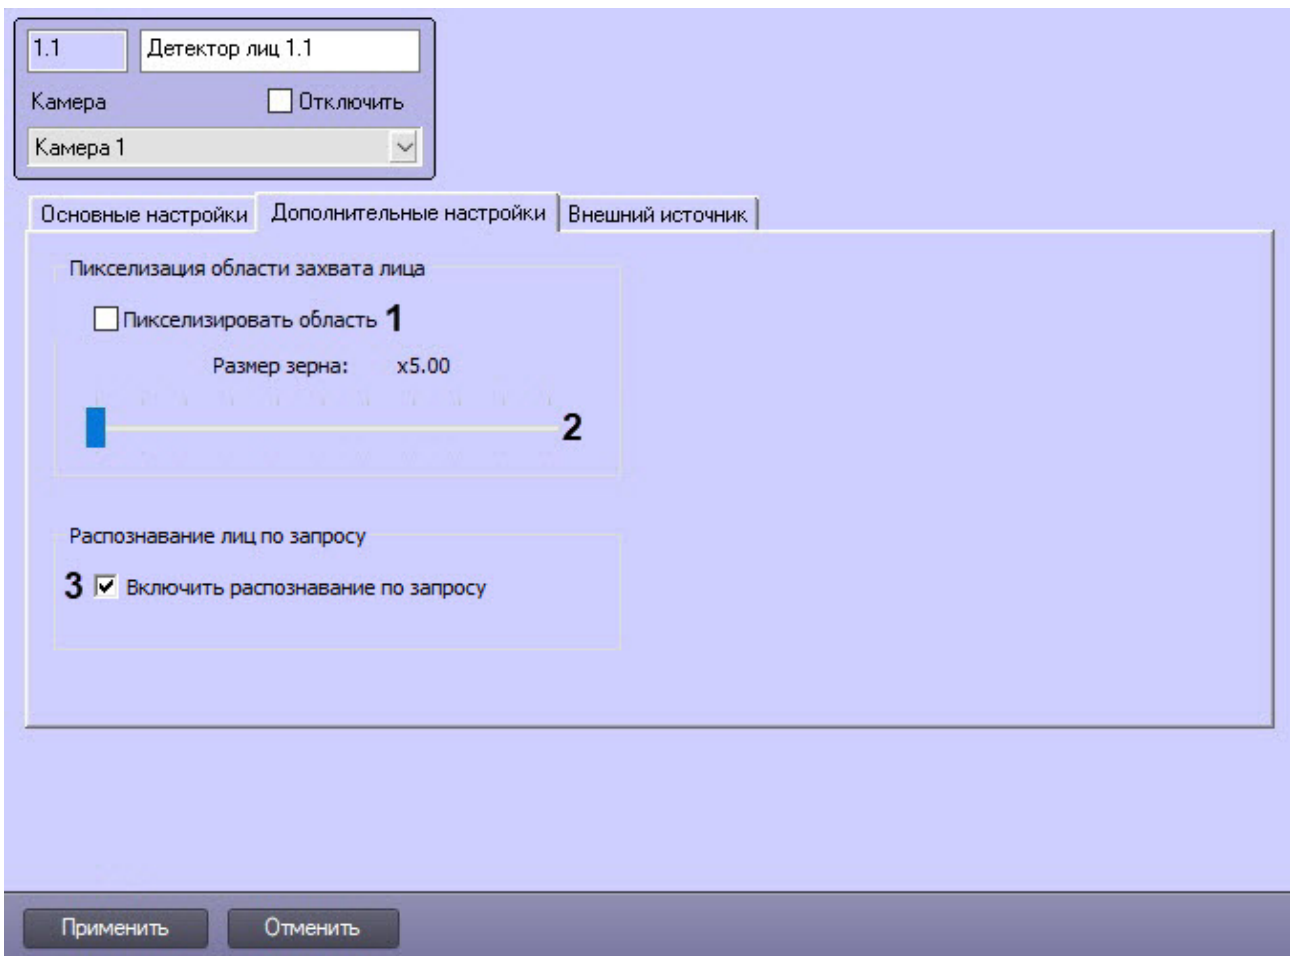 1.1 Детектор лиц 1.1
Камера Отключить
Камера 1
Основные настройки Дополнительные настройки Внешний источник
Пикселизация области захвата лица
Пикселизировать область 1
Размер зерна: x5.00
2
Распознавание лиц по запросу
3 Включить распознавание по запросу
Применить Отменить